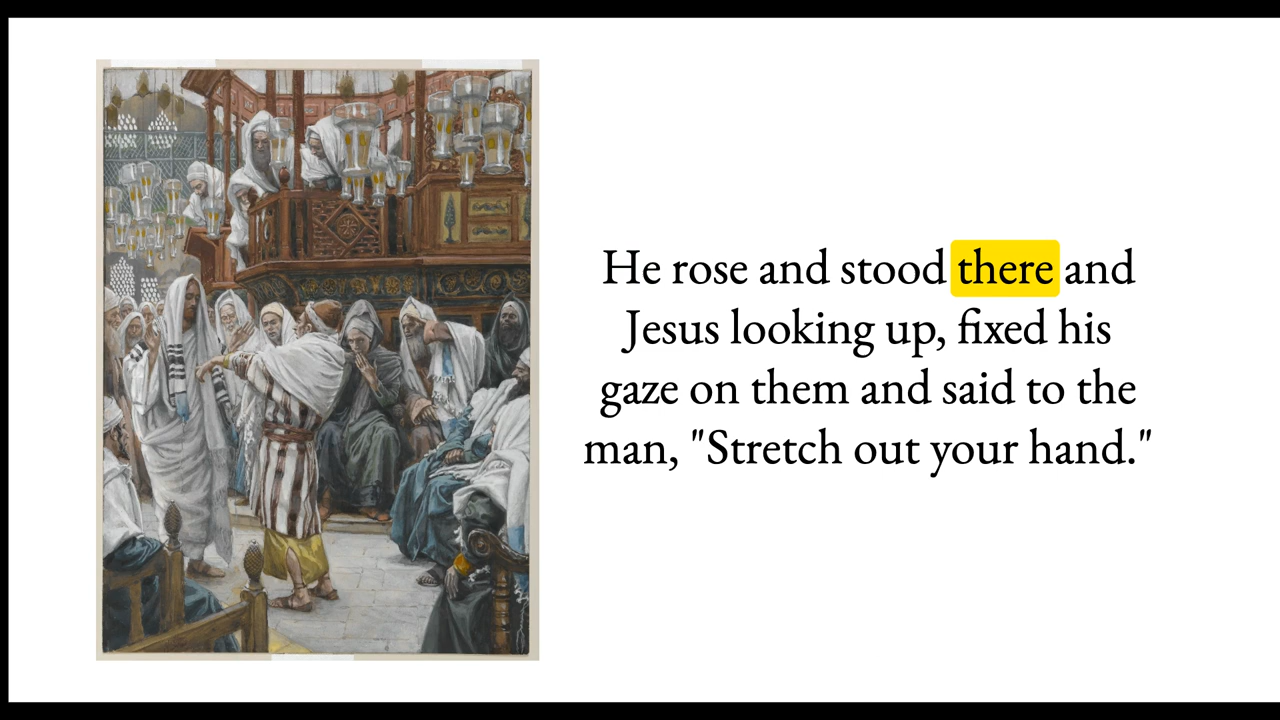 He rose and stood there and
Jesus looking up, fixed his
gaze on them and said to the
man, "Stretch out your hand."